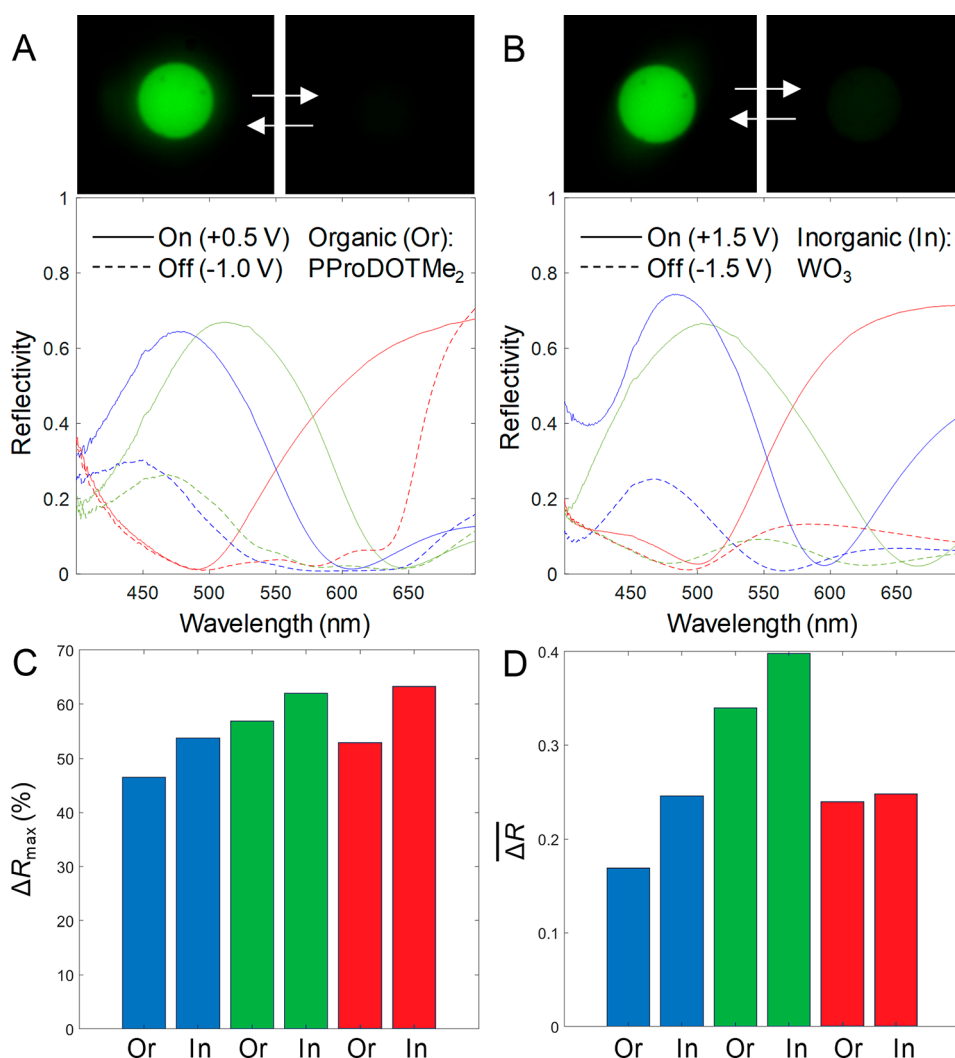 A
B
On (+0.5 V) Organic (Or):
Off (-1.0 V) PProDOTMe₂
On (+1.5 V) Inorganic (In):
Off (-1.5 V) WO₃
1
0.8
0.6
0.4
0.2
0
Reflectivity
450 500 550 600 650
Wavelength (nm)
1
0.8
0.6
0.4
0.2
0
Reflectivity
450 500 550 600 650
Wavelength (nm)
C
70
60
50
40
30
20
10
0
ΔRmax (%)
Or In Or In Or In
D
0.4
0.3
0.2
0.1
0
ΔR
Or In Or In Or In